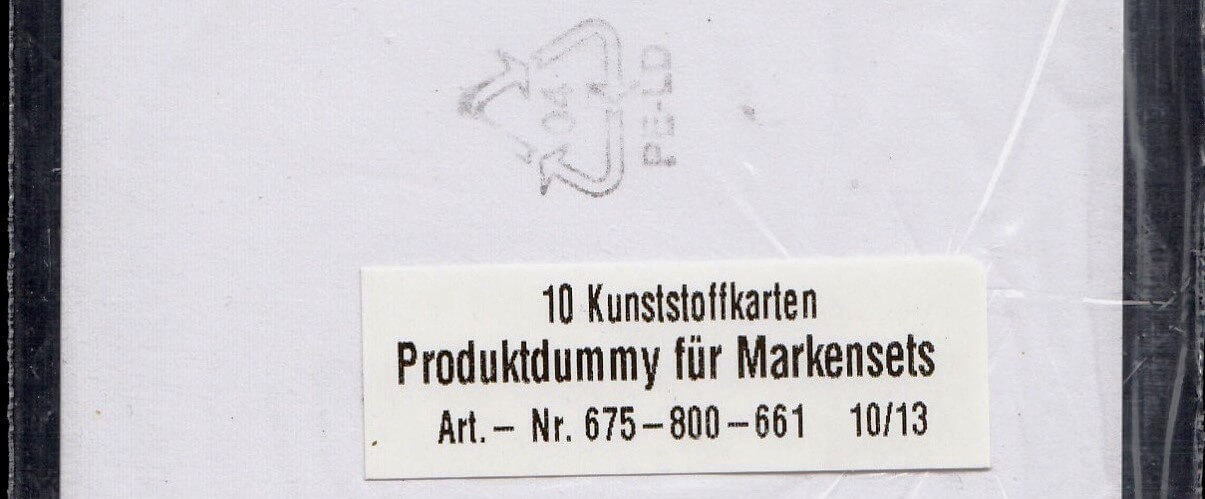 04
PE-LD
10 Kunststoffkarten
Produktdummy für Markensets
Art.– Nr. 675–800–661 10/13